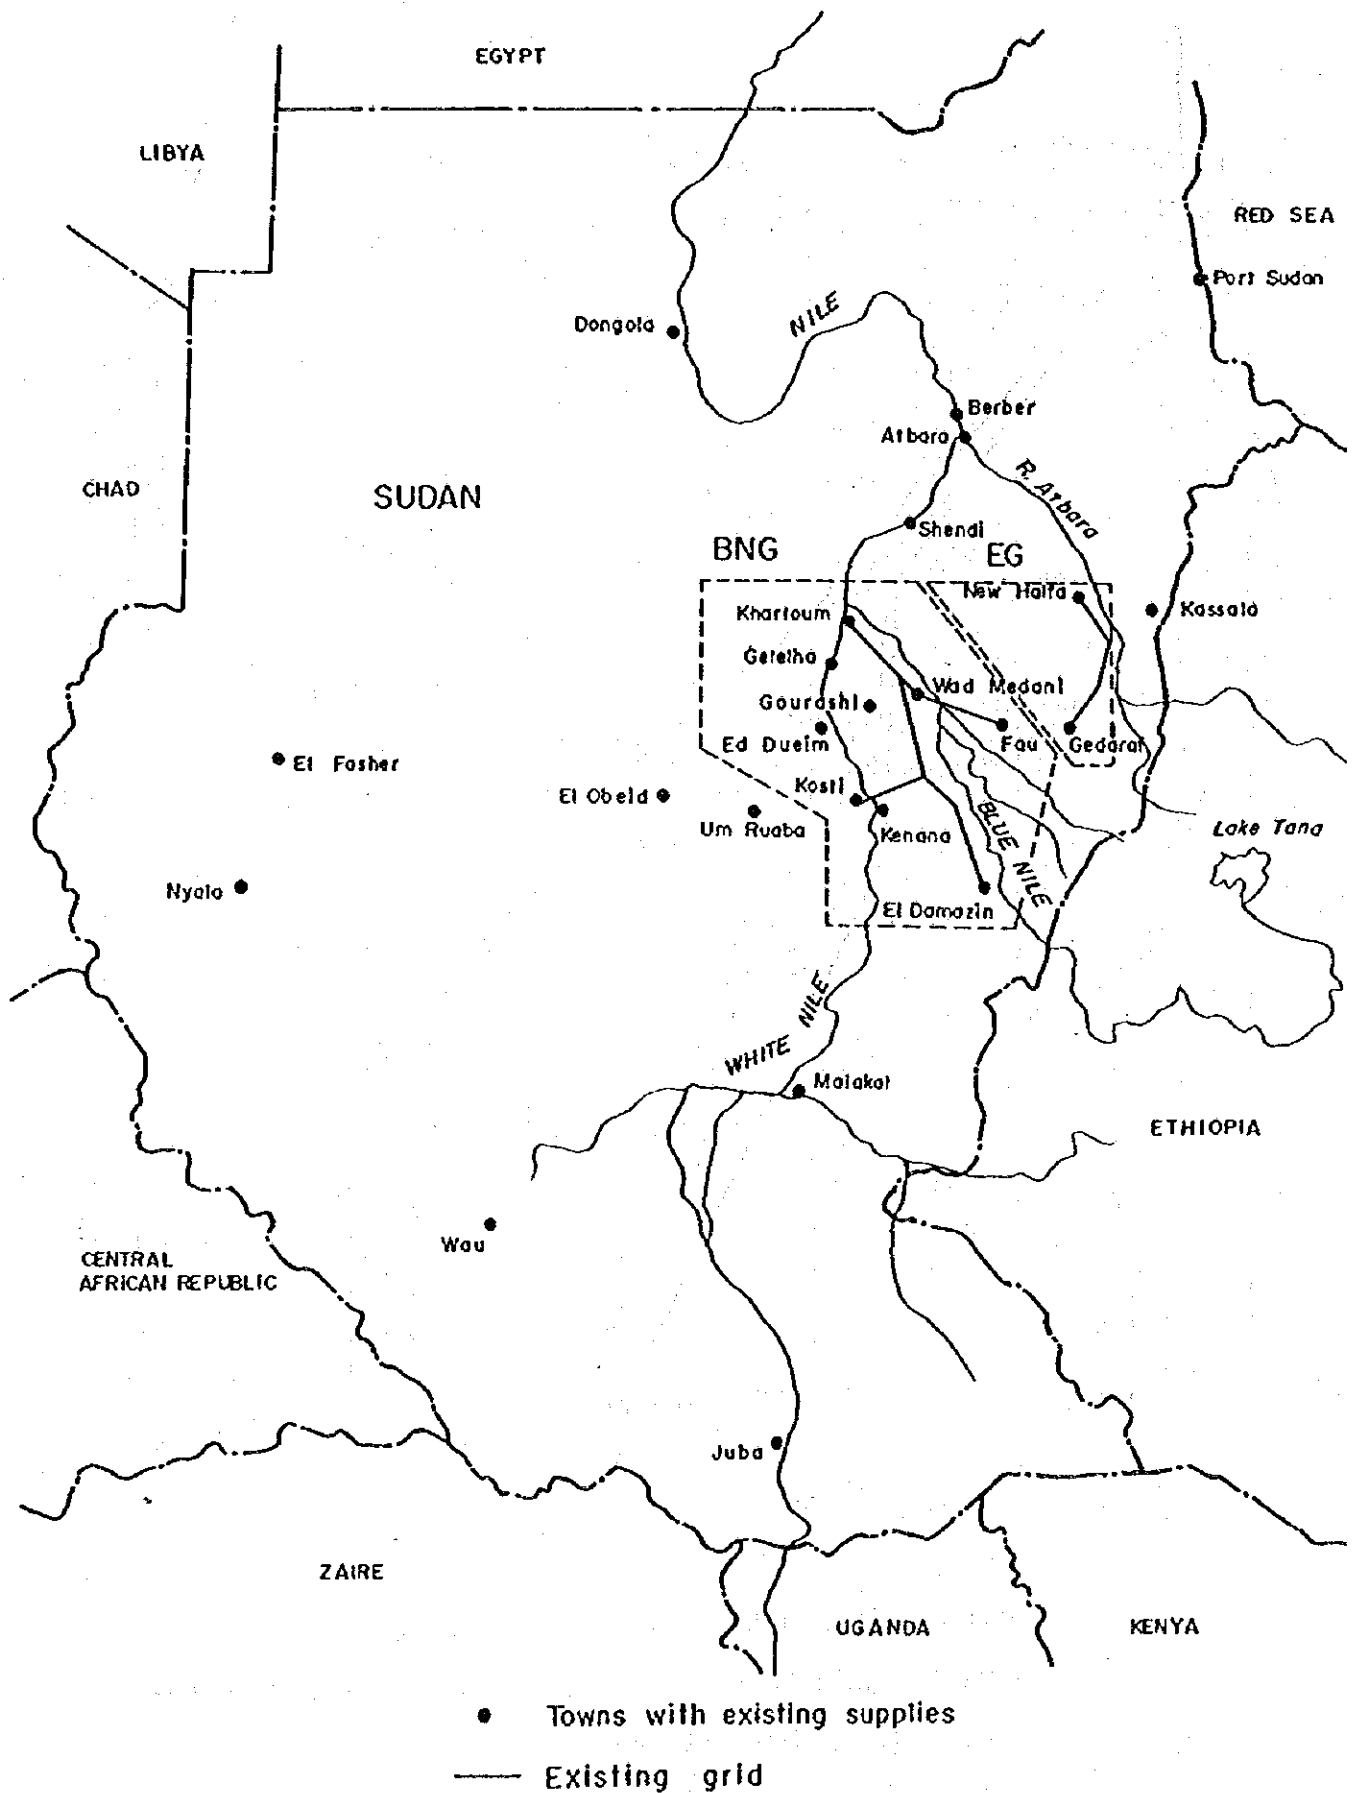 EGYPT
LIBYA
RED SEA
Port Sudan
NILE
Dongola
Berber
Atbara
R. Atbara
CHAD
SUDAN
Shendi
BNG
EG
New Halfa
Kassala
Khartoum
Geteina
Wad Medani
Gourashi
Ed Dueim
Fau
Gedaraf
El Fasher
El Obeid
Kosti
Um Ruaba
Kenana
BLUE NILE
Lake Tana
Nyala
El Damazin
WHITE NILE
Malakal
ETHIOPIA
Wau
CENTRAL
AFRICAN REPUBLIC
Juba
ZAIRE
UGANDA
KENYA
Towns with existing supplies
Existing grid